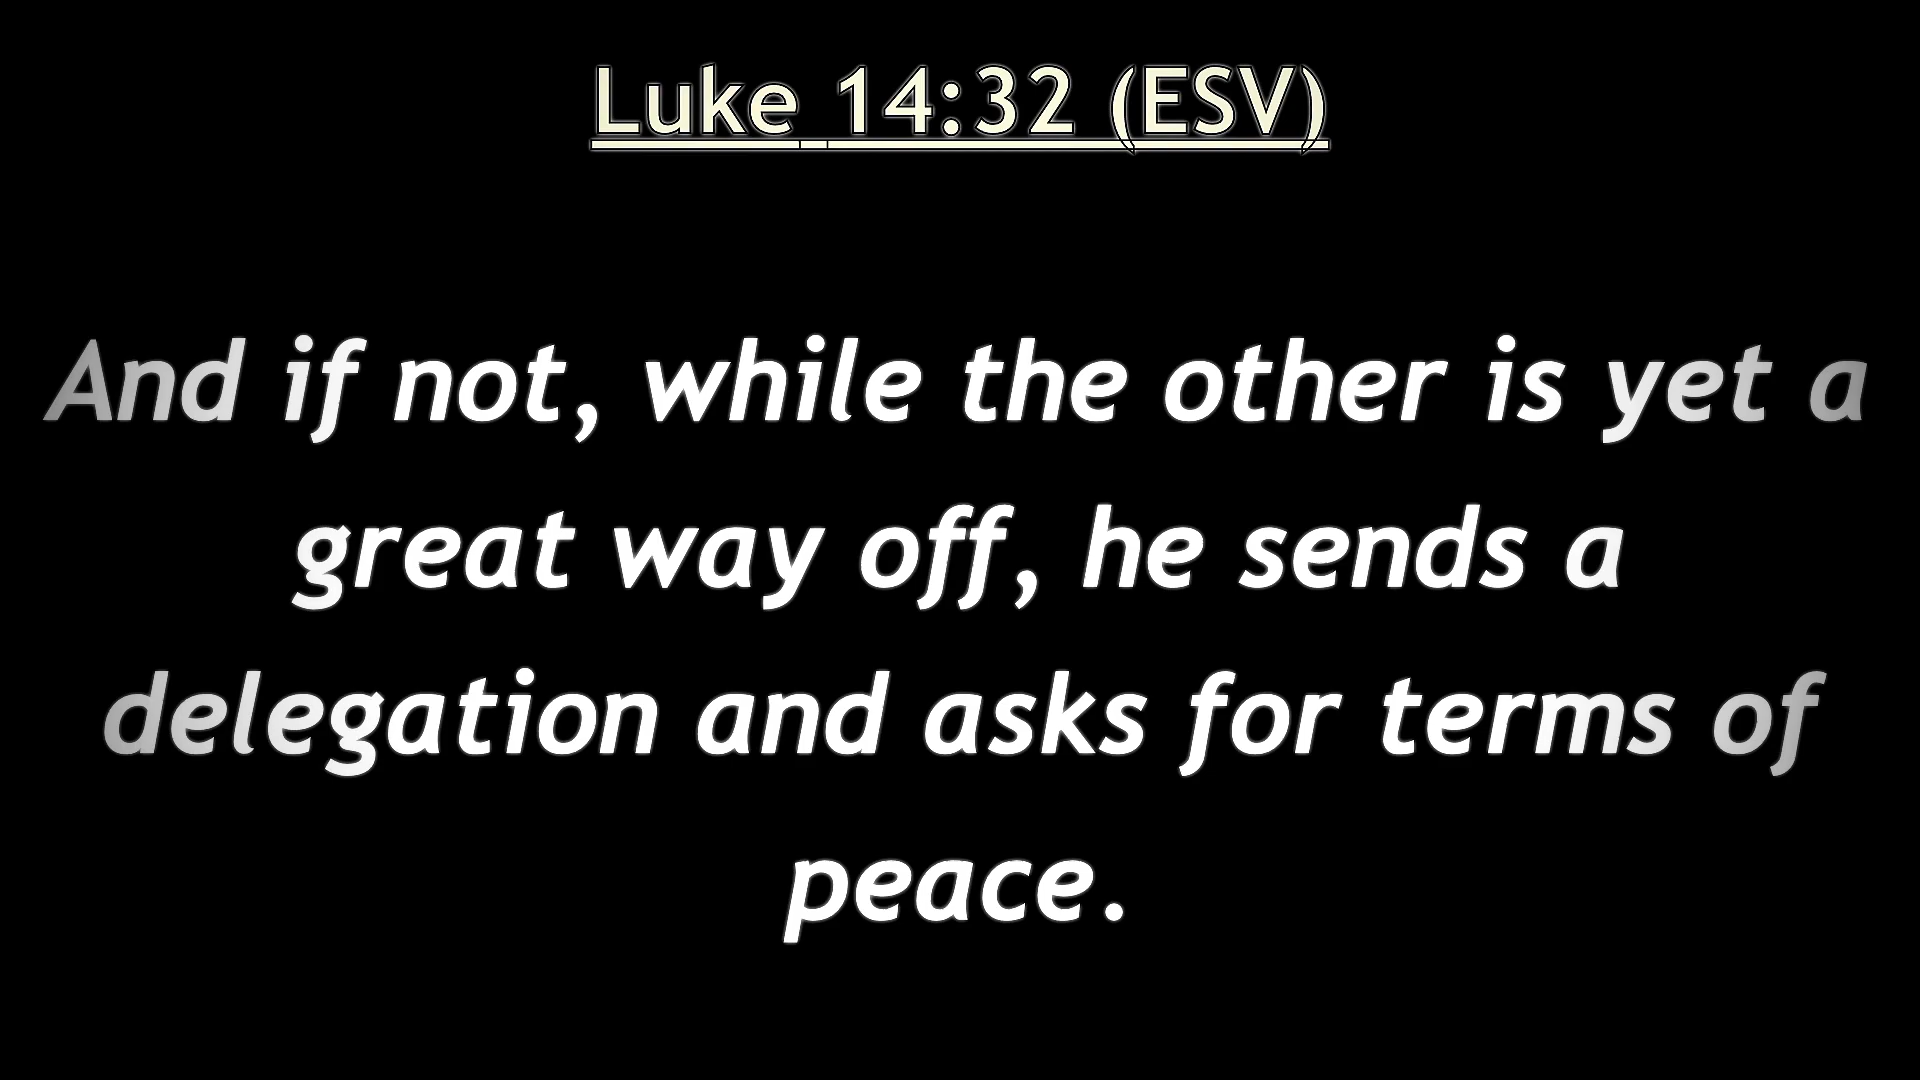 Luke 14:32 (ESV)
And if not, while the other is yet a
great way off, he sends a
delegation and asks for terms of
peace.